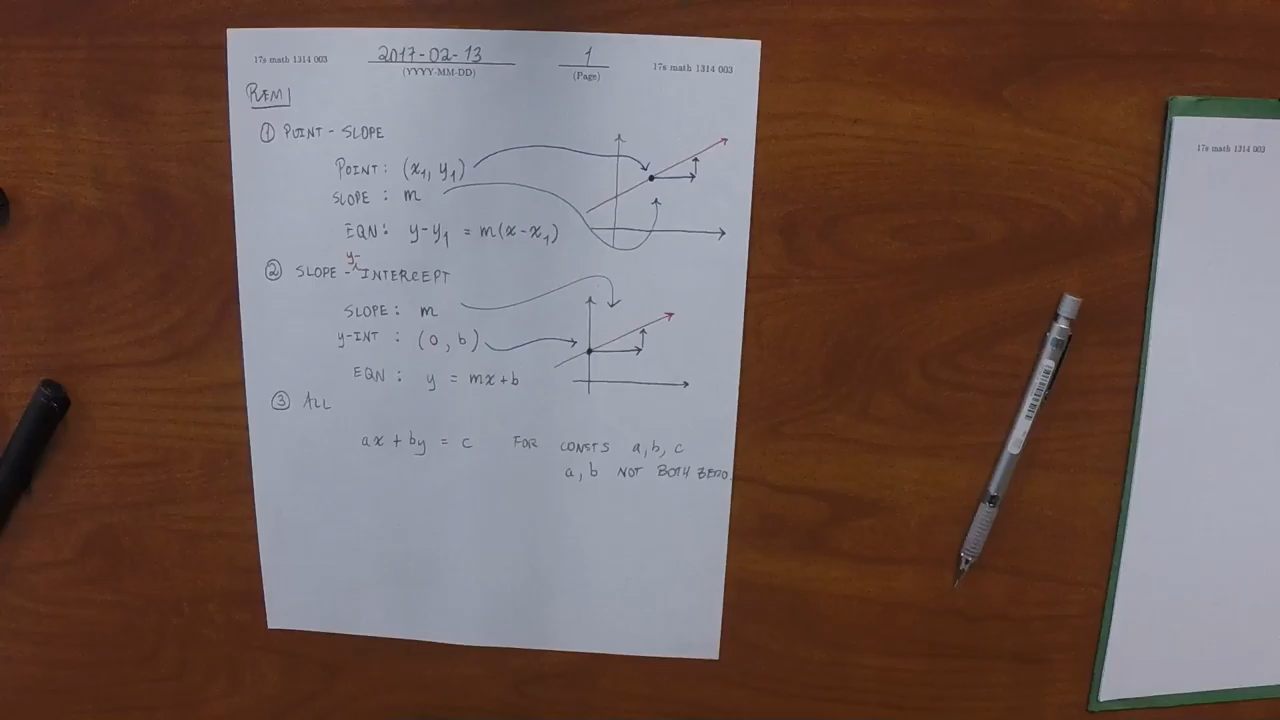 17s math 1314 003 2017-02-13 1 17s math 1314 003
(YYYY-MM-DD) (Page)
REM
① POINT - SLOPE
POINT: (x₁, y₁)
SLOPE: m
EQN: y-y₁ = m(x-x₁)
② SLOPE - y-INTERCEPT
SLOPE: m
y-INT: (0, b)
EQN: y = mx+b
③ ALL
ax + by = c FOR CONSTS a, b, c
a, b NOT BOTH ZERO.
17s math 1314 003